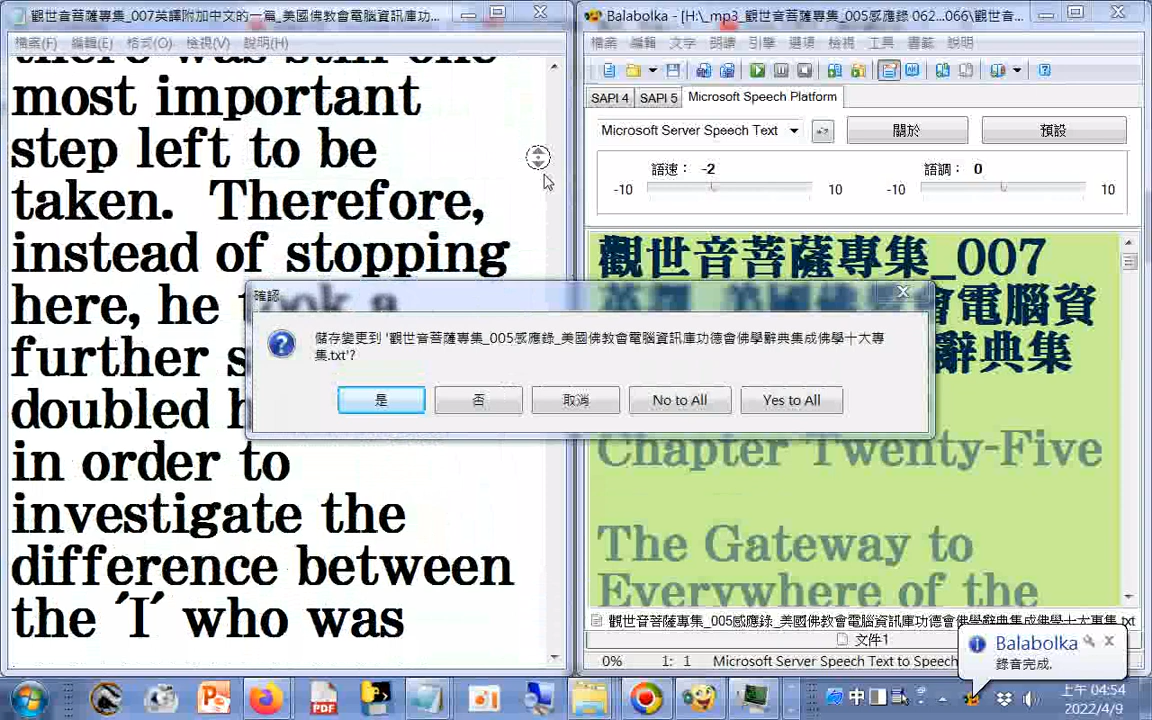 觀世音菩薩專集_007英譯附加中文的一篇_美國佛教會電腦資訊庫功...
檔案(F) 編輯(E) 格式(O) 檢視(V) 說明(H)
there was still one
most important
step left to be
taken.  Therefore,
instead of stopping
here, he took a
further s
doubled h
in order to
investigate the
difference between
the 'I' who was
Balabolka - [H:\_mp3_觀世音菩薩專集_005感應錄 062...066\觀世音...
檔案 編輯 文字 朗讀 引擎 選項 檢視 工具 書籤 說明
SAPI 4 SAPI 5 Microsoft Speech Platform
Microsoft Server Speech Text 關於 預設
語速： -2 語調： 0
-10 10 -10 10
觀世音菩薩專集_007
會電腦資
辭典集
Chapter Twenty-Five
The Gateway to
Everywhere of the
確認
儲存變更到 '觀世音菩薩專集_005感應錄_美國佛教會電腦資訊庫功德會佛學辭典集成佛學十大專
集.txt'?
是 否 取消 No to All Yes to All
觀世音菩薩專集_005感應錄_美國佛教會電腦資訊庫功德會佛學辭典集成佛學十大專集.txt
文件1
0% 1: 1 Microsoft Server Speech Text to Speech
Balabolka
錄音完成.
中
上午 04:54
2022/4/9